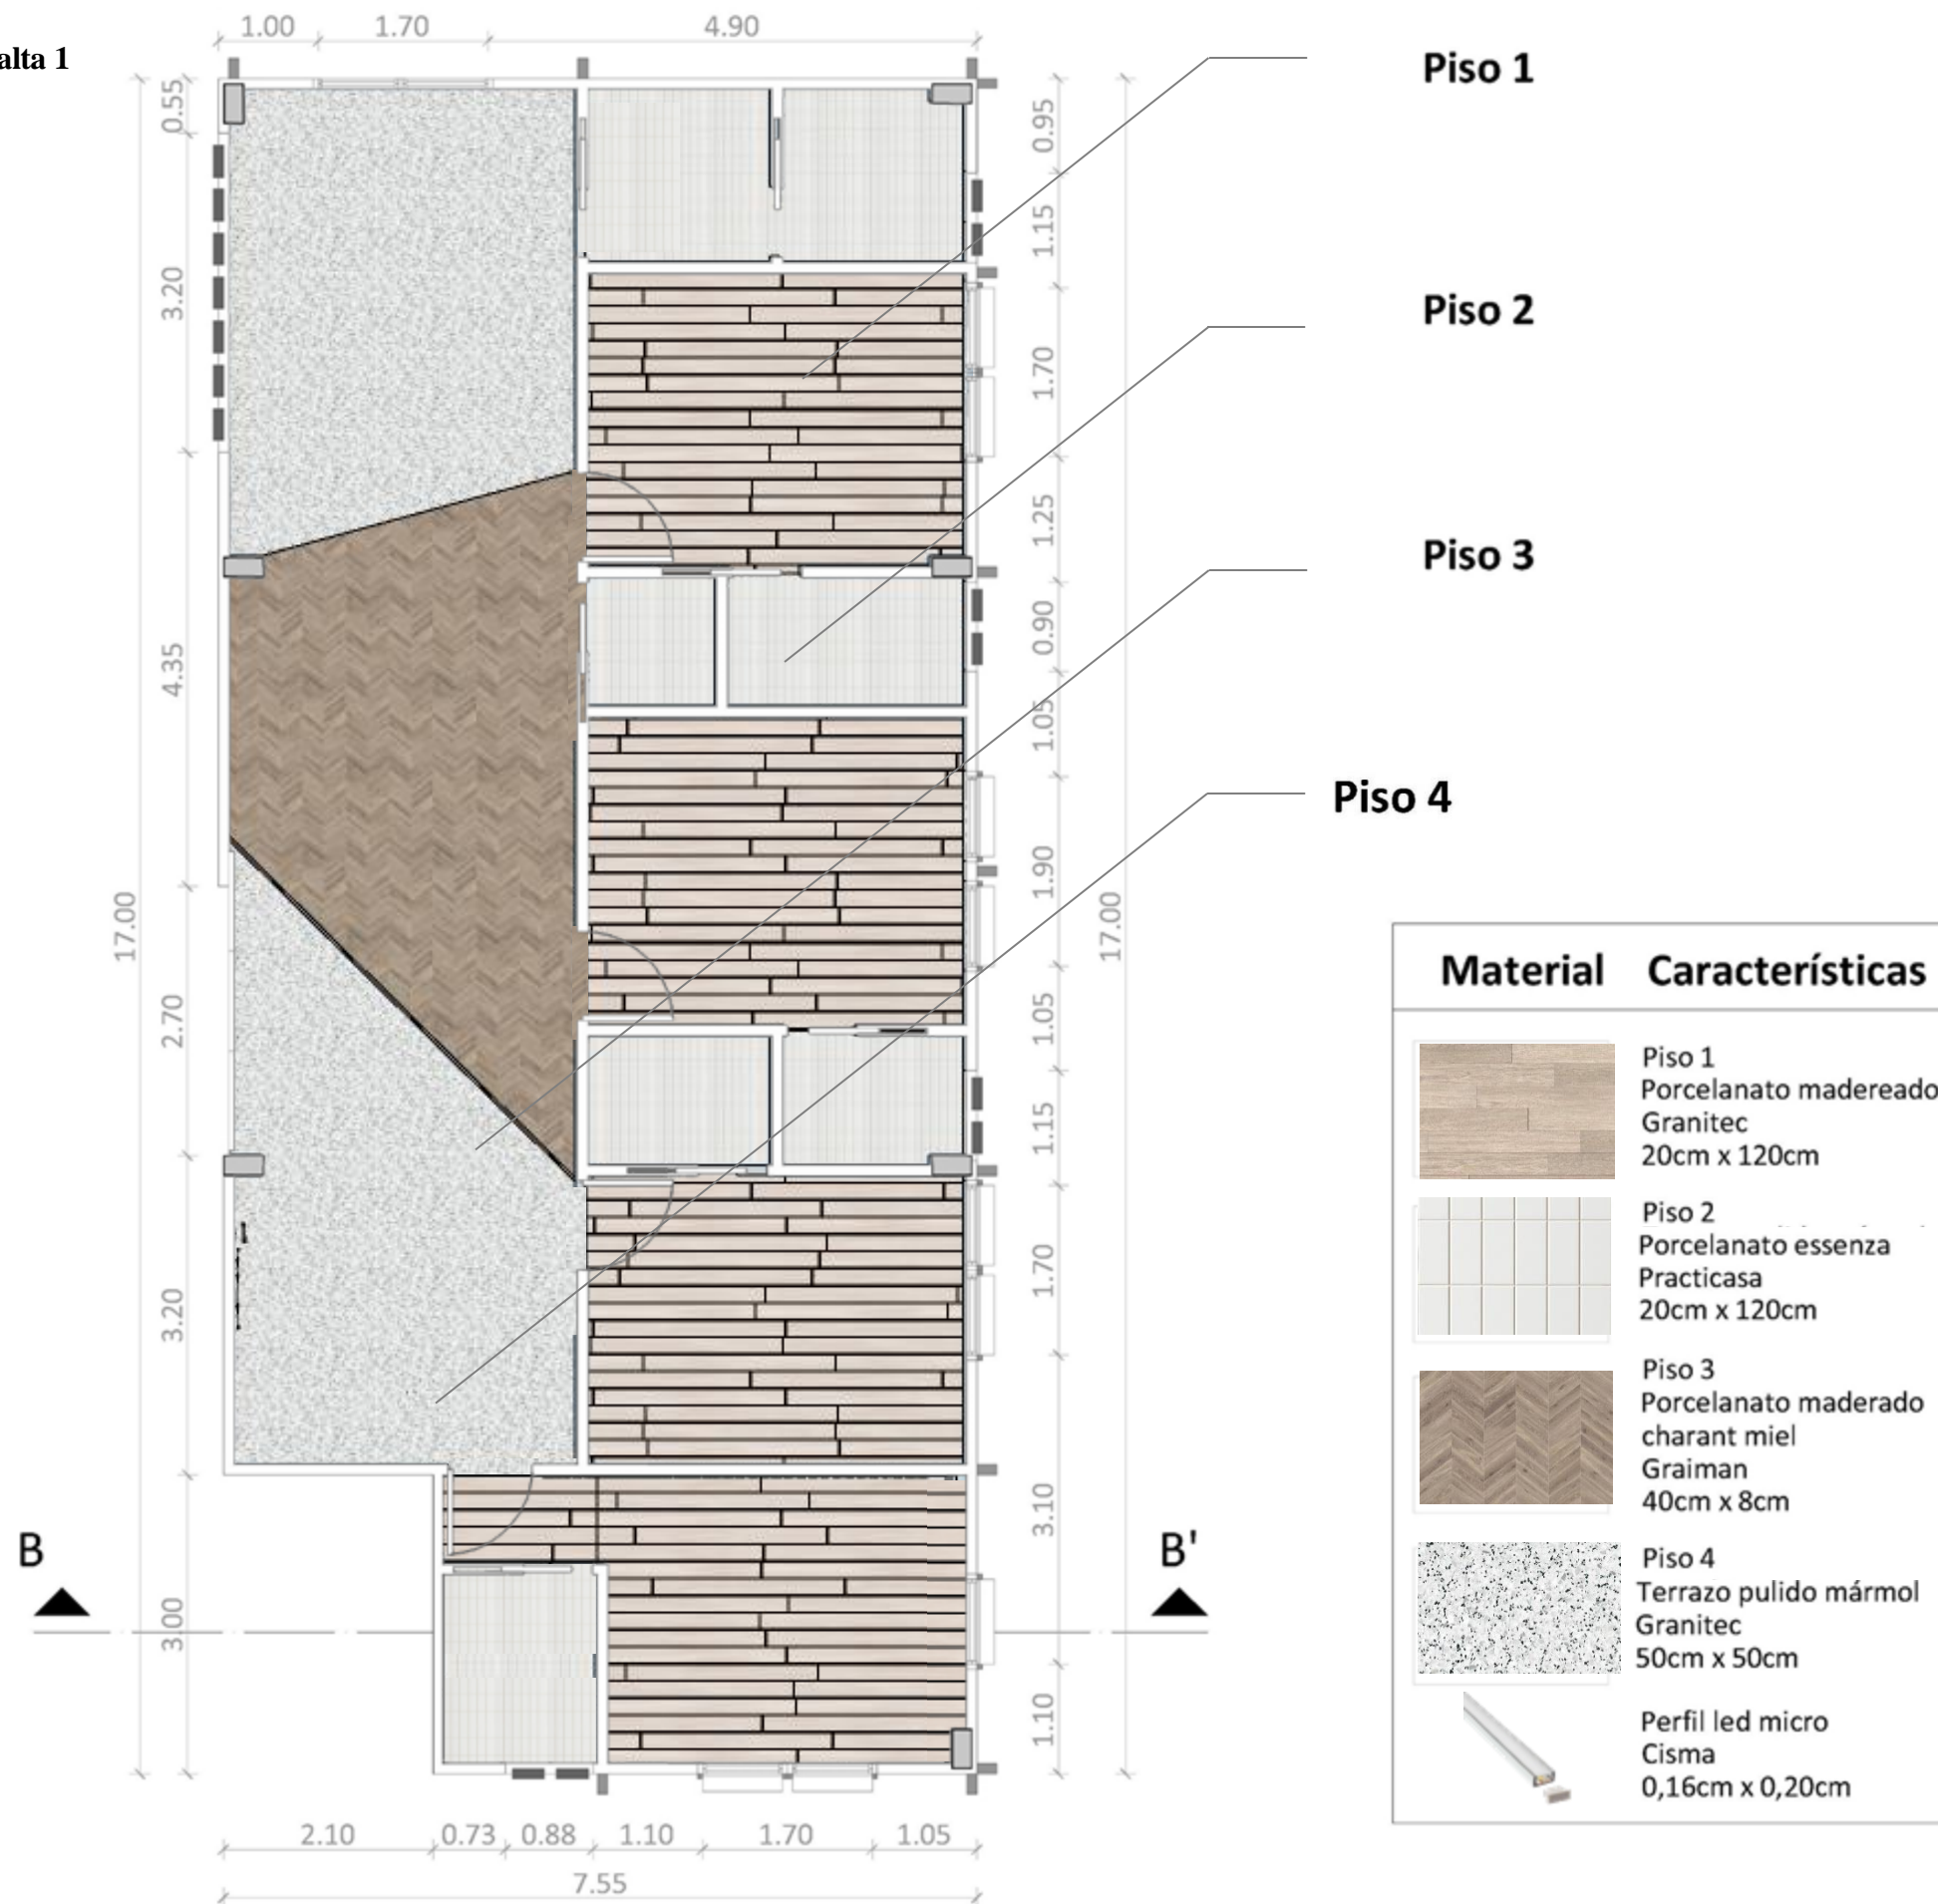 alta 1
1.00
1.70
4.90
Piso 1
Piso 2
Piso 3
Piso 4
0.55
3.20
4.35
2.70
3.20
3.00
17.00
0.95
1.15
1.70
1.25
0.90
1.05
1.90
1.05
1.15
1.70
3.10
1.10
17.00
B
B'
2.10
0.73
0.88
1.10
1.70
1.05
7.55
Material
Características
Piso 1
Porcelanato madereado
Granitec
20cm x 120cm
Piso 2
Porcelanato essenza
Practicasa
20cm x 120cm
Piso 3
Porcelanato maderado
charant miel
Graiman
40cm x 8cm
Piso 4
Terrazo pulido mármol
Granitec
50cm x 50cm
Perfil led micro
Cisma
0,16cm x 0,20cm